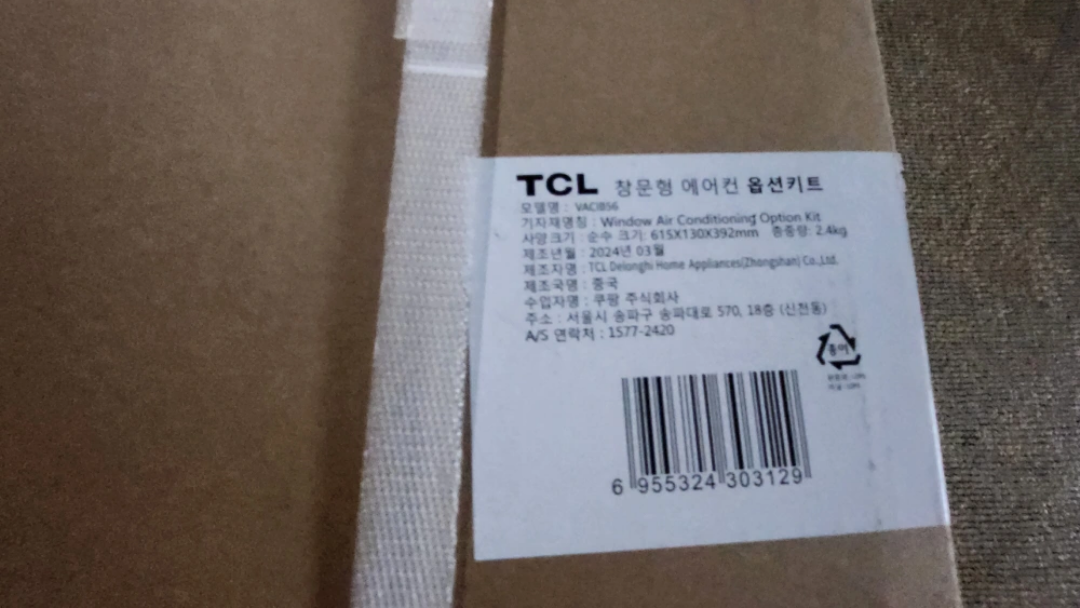 TCL 창문형 에어컨 옵션키트
모델명 : VACIB56
기자재명칭 : Window Air Conditioning Option Kit
사양크기 : 순수 크기: 615X130X392mm 총중량: 2.4kg
제조년월 : 2024년 03월
제조자명 : TCL Delonghi Home Appliances(Zhongshan) Co.,Ltd.
제조국명 : 중국
수입자명 : 쿠팡 주식회사
주소 : 서울시 송파구 송파대로 570, 18층 (신천동)
A/S 연락처 : 1577-2420
종이
6 955324 303129